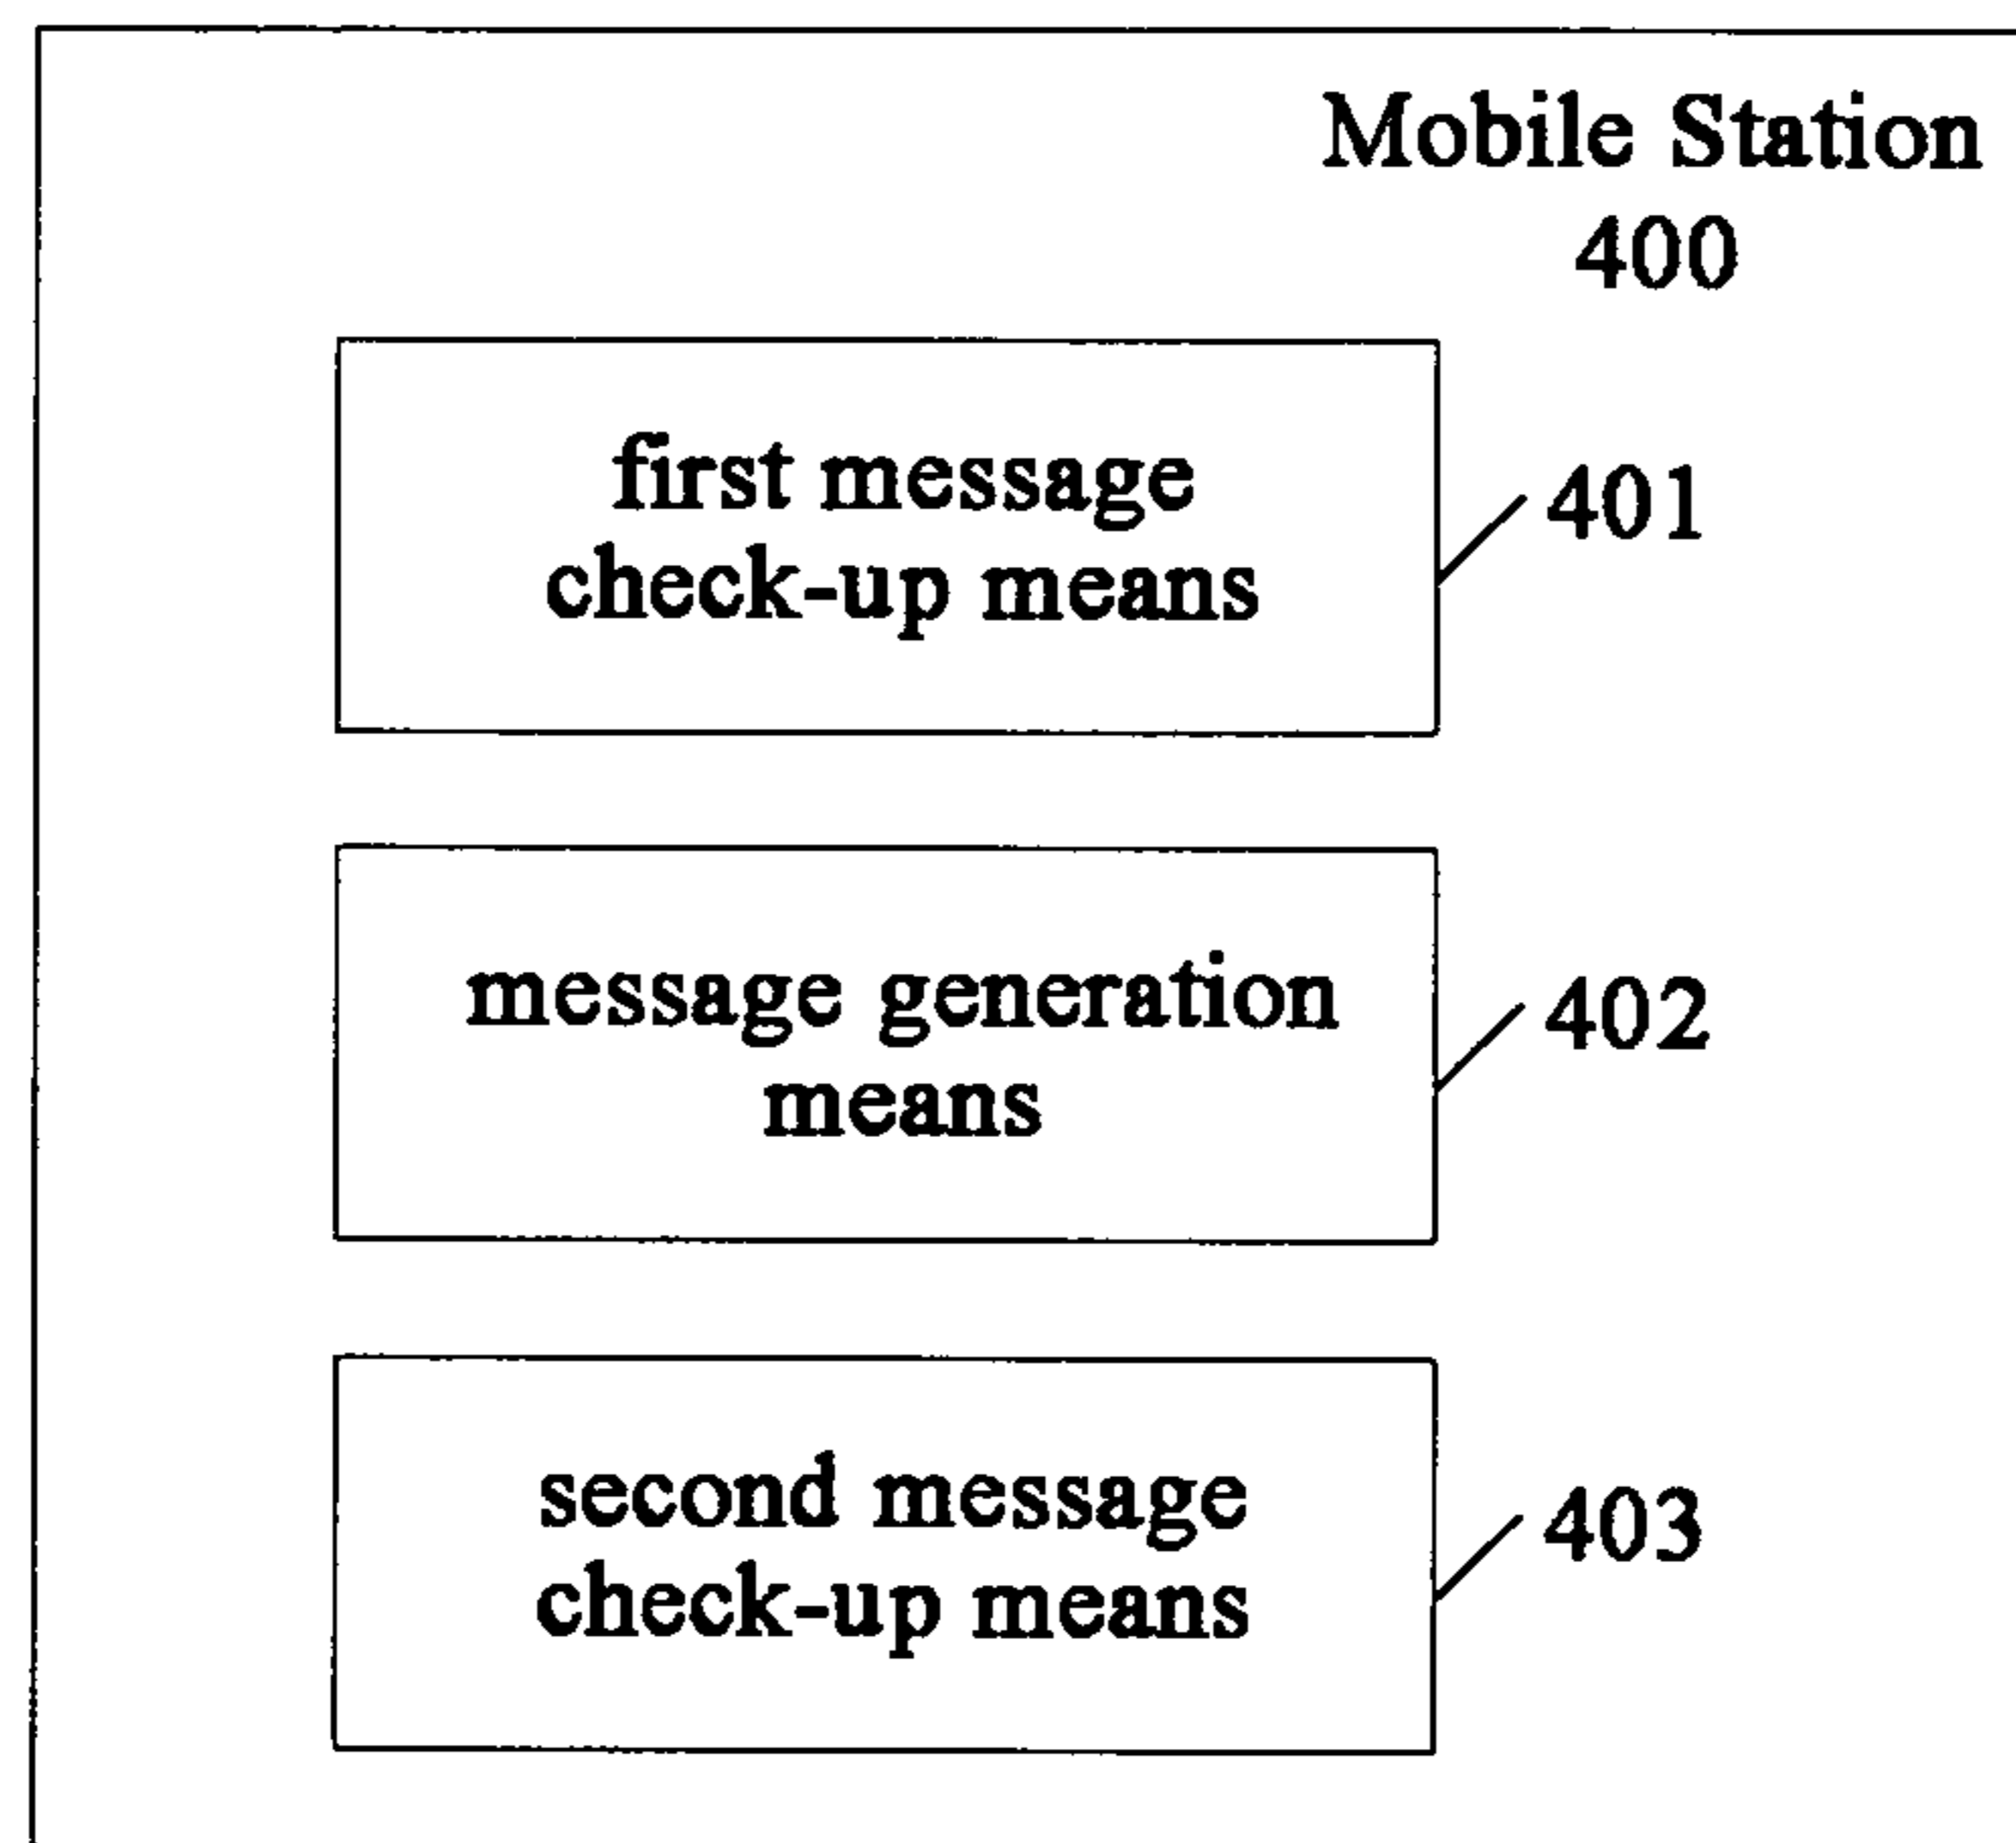 Mobile Station
400
first message
check-up means
401
message generation
means
402
second message
check-up means
403